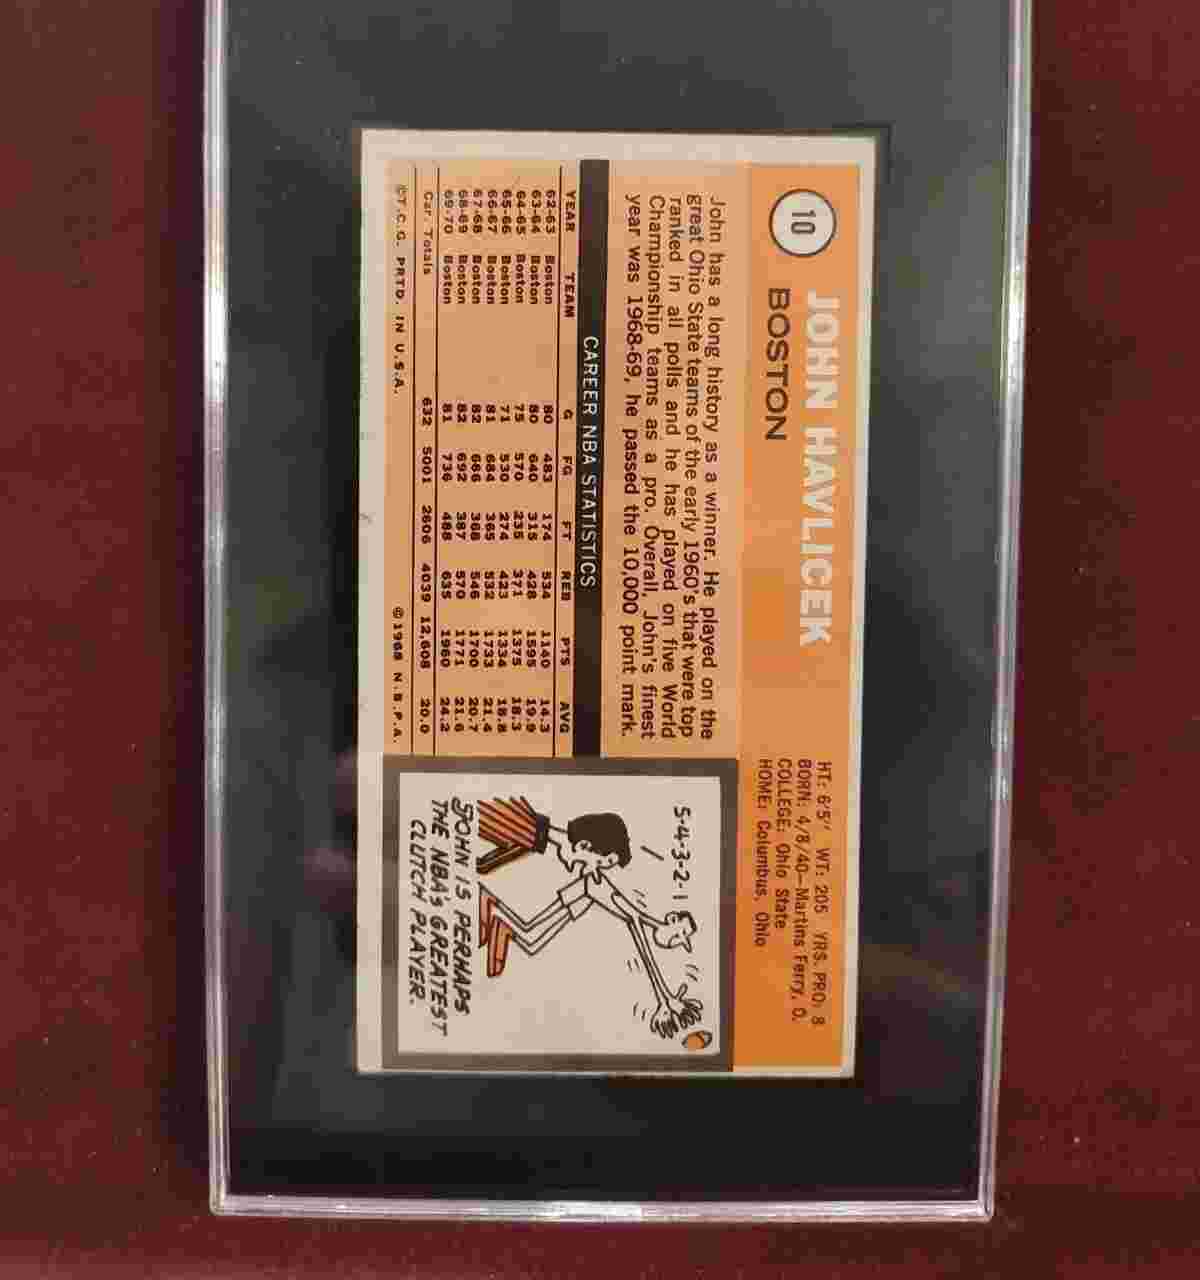 10
JOHN HAVLICEK
BOSTON
HT: 6'5" WT: 205 YRS. PRO: 8
BORN: 4/8/40—Martins Ferry, O.
COLLEGE: Ohio State
HOME: Columbus, Ohio
John has a long history as a winner. He played on the
great Ohio State teams of the early 1960's that were top
ranked in all polls and he has played on five World
Championship teams as a pro. Overall, John's finest
year was 1968-69, he passed the 10,000 point mark.
CAREER NBA STATISTICS
YEAR TEAM G FG FT REB PTS AVG
62-63 Boston 80 483 174 534 1140 14.3
63-64 Boston 80 640 315 428 1595 19.9
64-65 Boston 75 570 235 371 1375 18.3
65-66 Boston 71 530 274 423 1334 18.8
66-67 Boston 81 684 365 532 1733 21.4
67-68 Boston 82 666 368 546 1700 20.7
68-69 Boston 82 692 387 570 1771 21.6
69-70 Boston 81 736 488 635 1960 24.2
Car. Totals 632 5001 2606 4039 12,608 20.0
©T.C.G. PRTD. IN U.S.A. ©1968 N.B.P.A.
5-4-3-2-1
JOHN IS PERHAPS
THE NBA'S GREATEST
CLUTCH PLAYER.